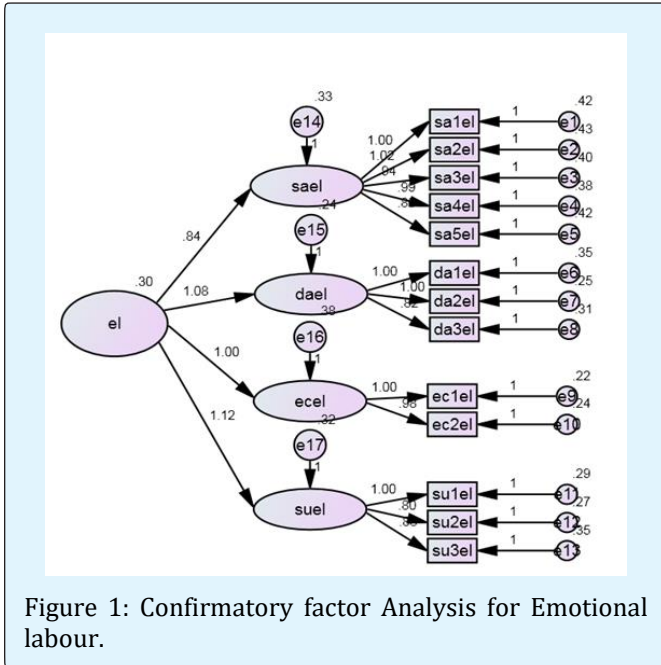 .33
e14
1
sael
.24
e15
1
dael
.38
e16
1
ecel
.32
e17
1
suel
.30
el
.84
1.08
1.00
1.12
1.00
1.02
.94
.99
sa1el
sa2el
sa3el
sa4el
sa5el
1
1
1
1
1
.42
e1
.43
e2
.40
e3
.38
e4
.42
e5
1.00
1.00
.82
da1el
da2el
da3el
1
1
1
.35
e6
.25
e7
.31
e8
1.00
.98
ec1el
ec2el
1
1
.22
e9
.24
e10
1.00
.80
su1el
su2el
su3el
1
1
1
.29
e11
.27
e12
.35
e13
Figure 1: Confirmatory factor Analysis for Emotional
labour.